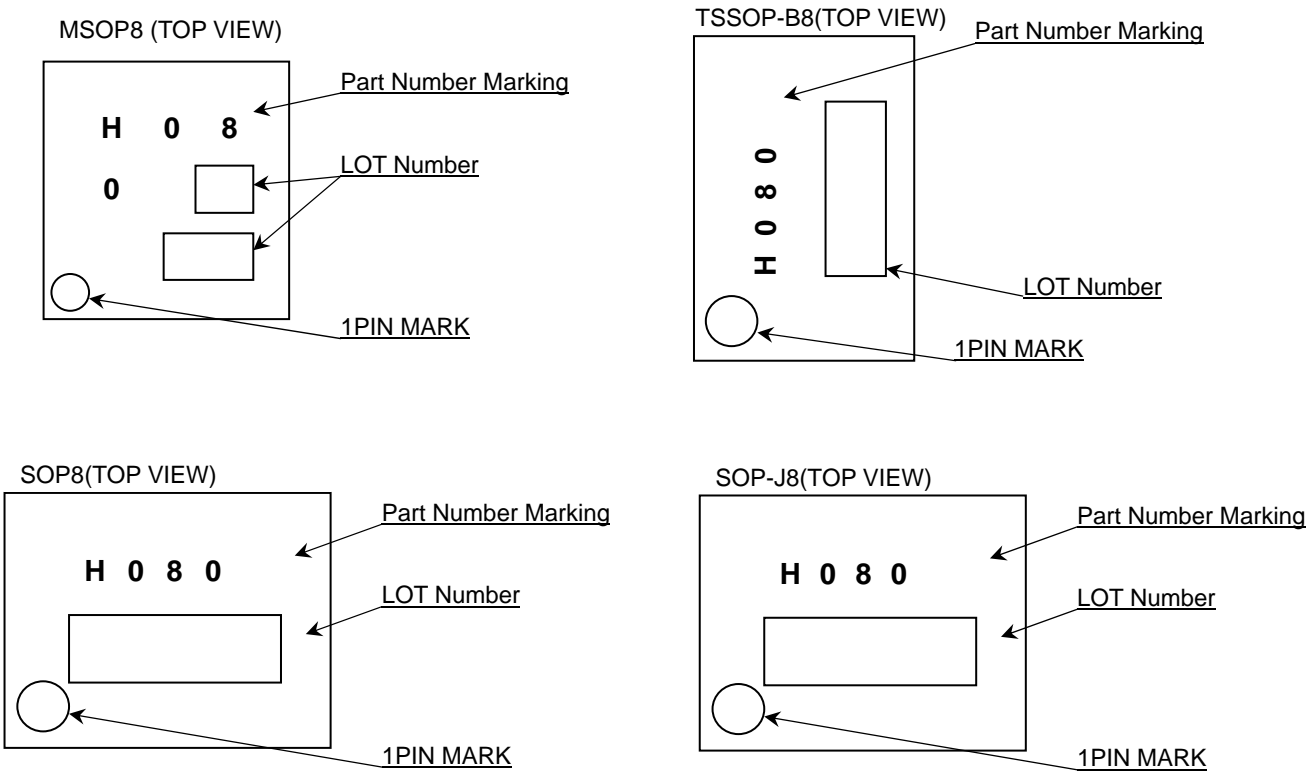 MSOP8 (TOP VIEW)
Part Number Marking
H 0 8
LOT Number
0
1PIN MARK
TSSOP-B8(TOP VIEW)
Part Number Marking
H 0 8 0
LOT Number
1PIN MARK
SOP8(TOP VIEW)
Part Number Marking
H 0 8 0
LOT Number
1PIN MARK
SOP-J8(TOP VIEW)
Part Number Marking
H 0 8 0
LOT Number
1PIN MARK